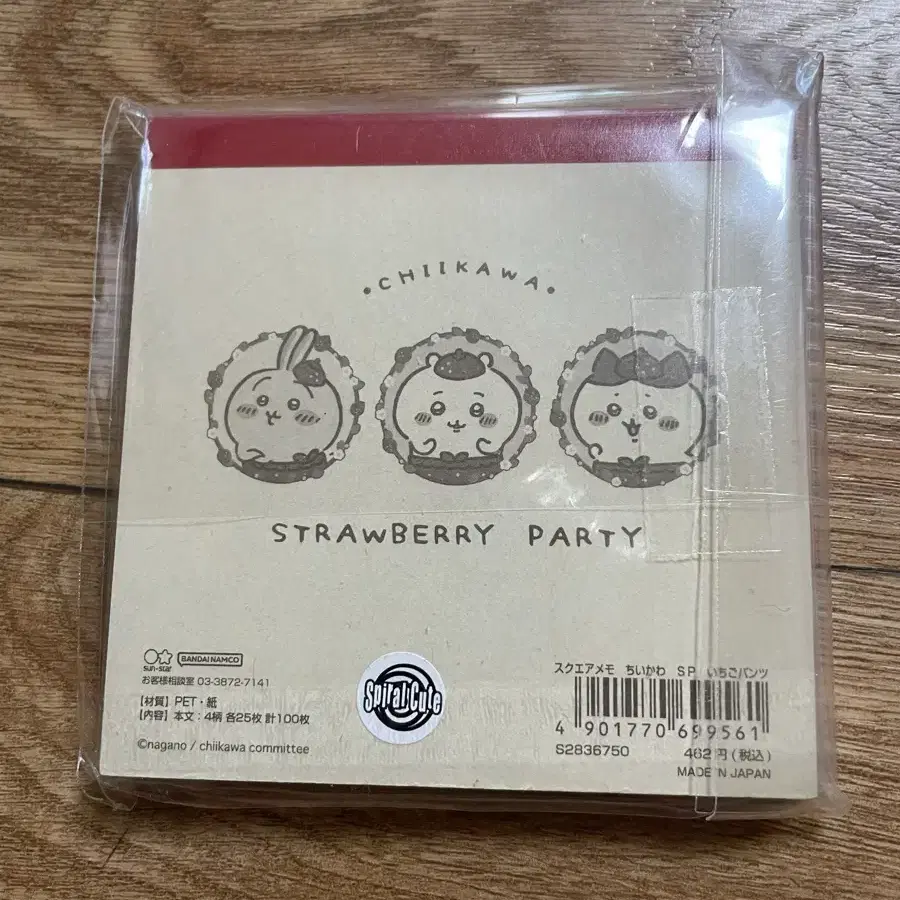 •CHIIKAWA•
STRAWBERRY PARTY
sun-star BANDAI NAMCO
お客様相談室 03-3872-7141
【材質】PET・紙
【内容】本文:4柄 各25枚 計100枚
©nagano / chiikawa committee
SpiralCute
スクエアメモ ちいかわ SP いちごパンツ
4 901770 699561
S2836750 462円(税込)
MADE IN JAPAN